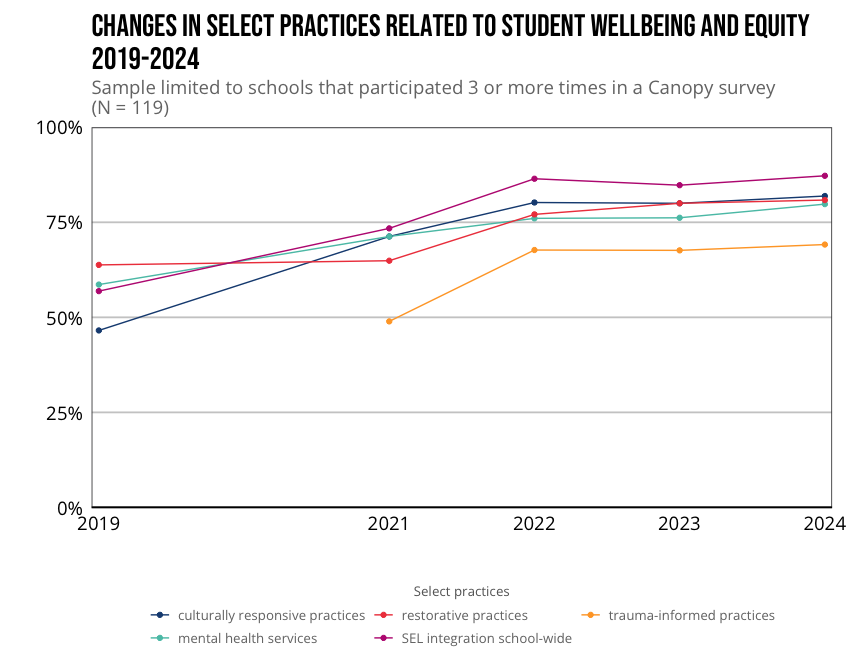 CHANGES IN SELECT PRACTICES RELATED TO STUDENT WELLBEING AND EQUITY
2019-2024
Sample limited to schools that participated 3 or more times in a Canopy survey
(N = 119)
100%
75%
50%
25%
0%
2019 2021 2022 2023 2024
Select practices
culturally responsive practices restorative practices trauma-informed practices
mental health services SEL integration school-wide